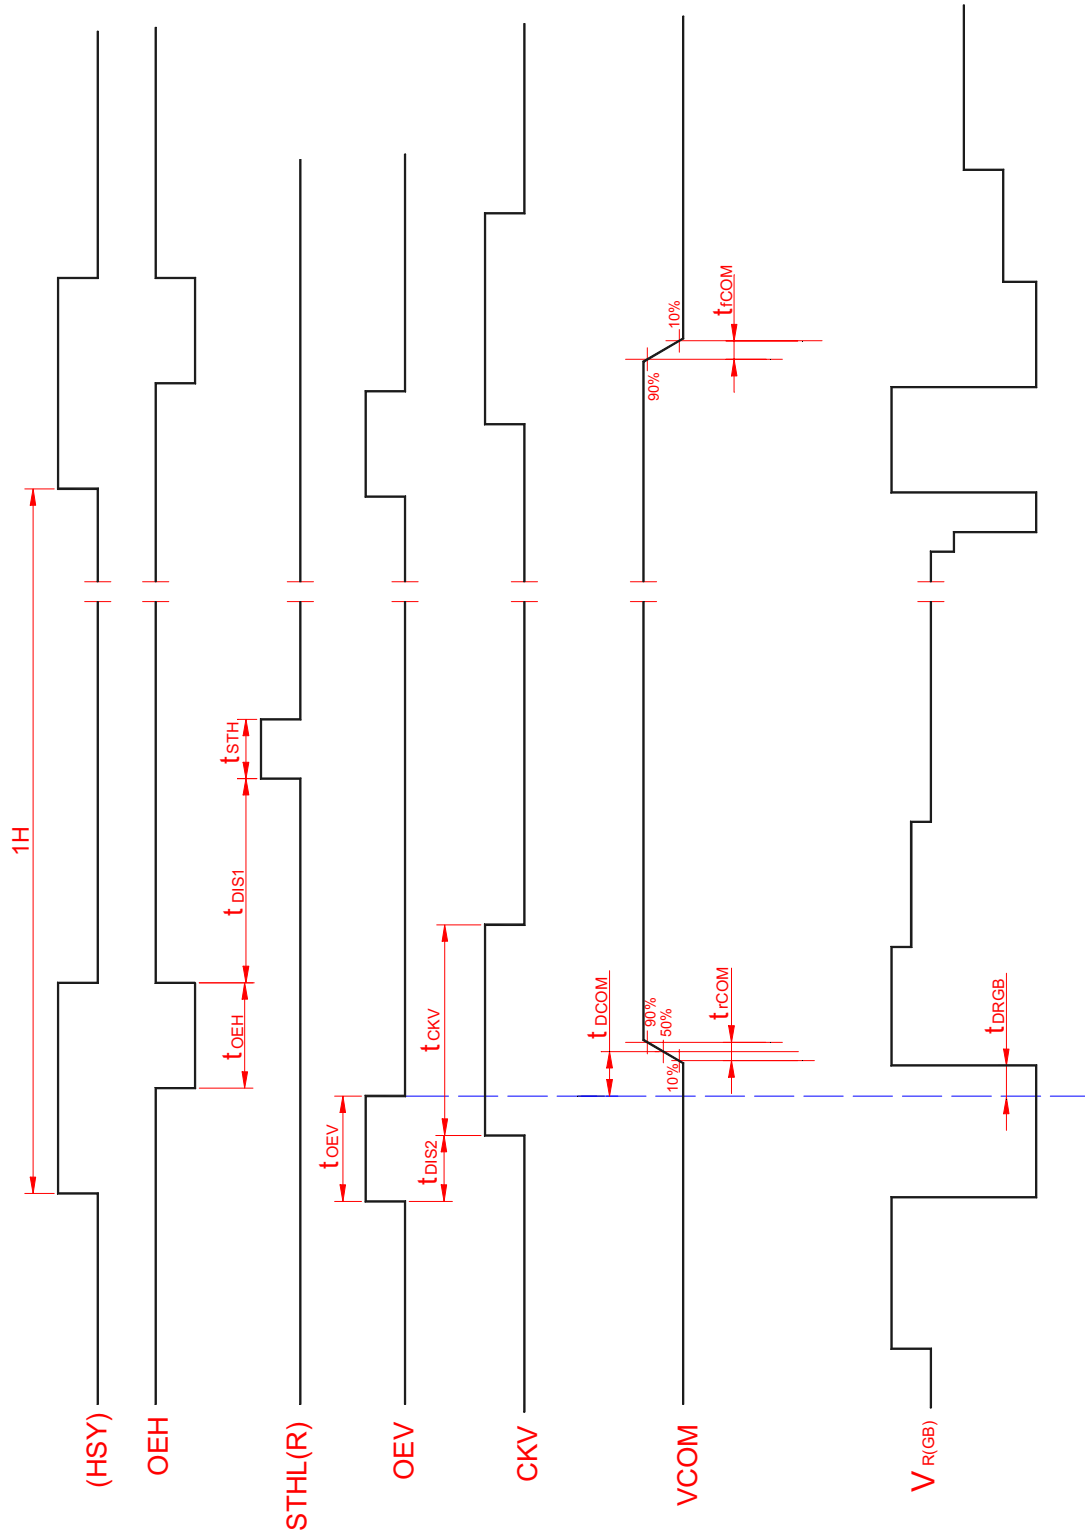 (HSY)
1H
OEH
tOEH
tDIS1
tSTH
STHL(R)
OEV
tOEV
tDIS2
CKV
tCKV
VCOM
tDCOM
10%
50%
90%
trCOM
90%
10%
tfCOM
VR(GB)
tDRGB